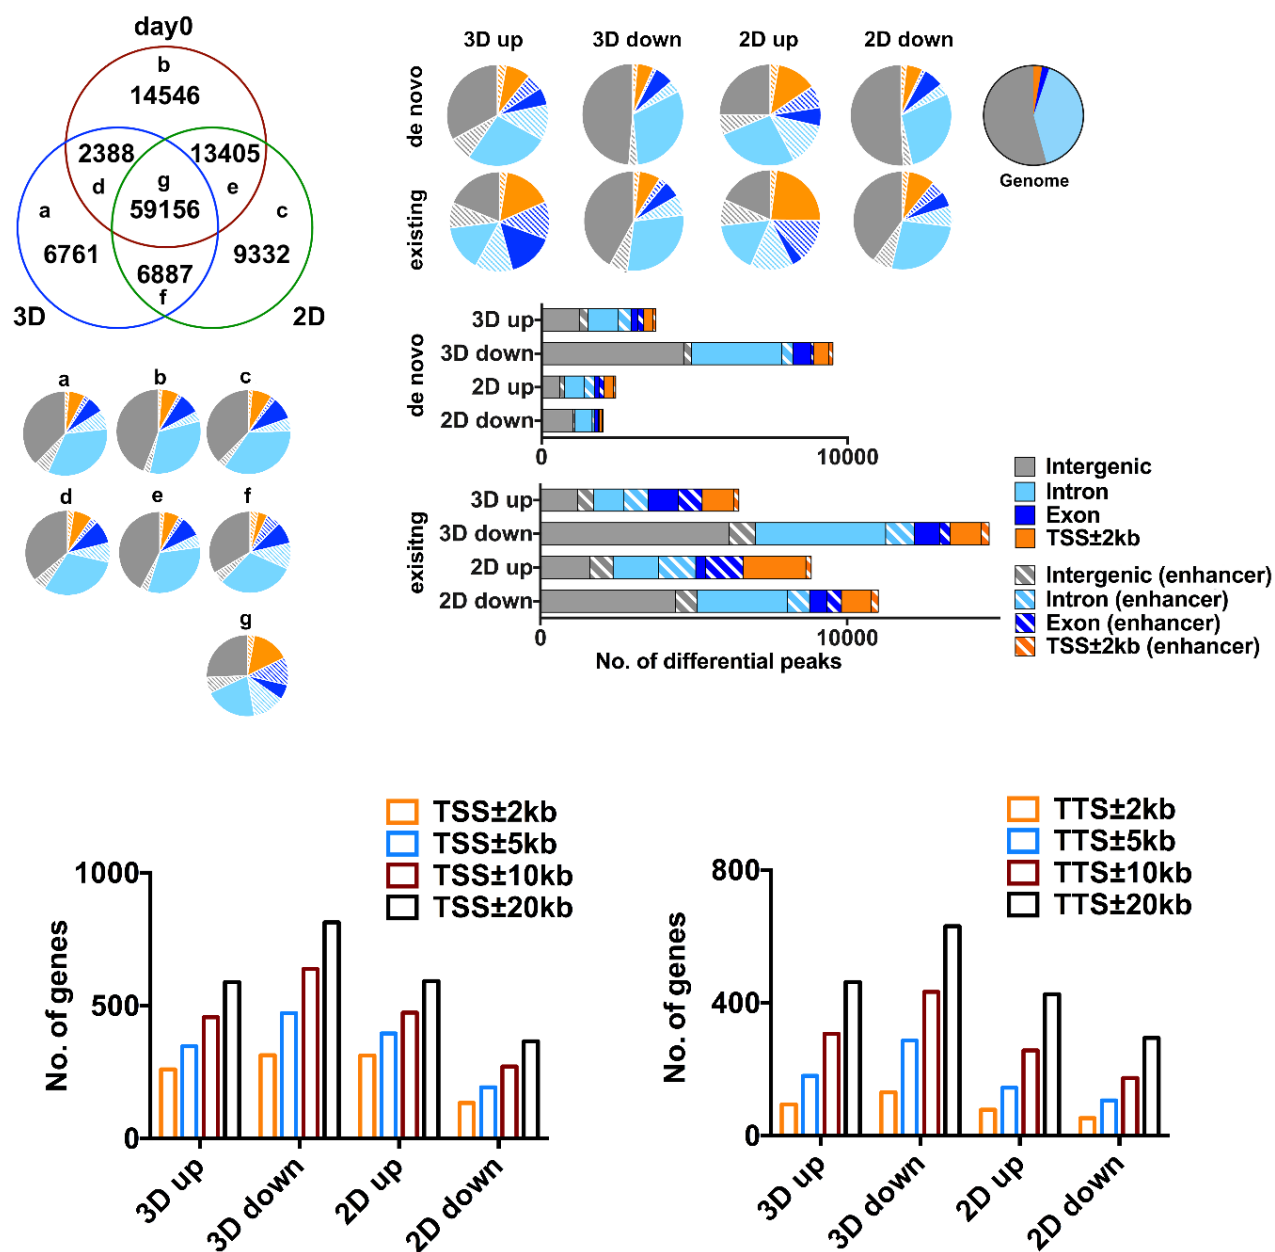 day0
b
14546
2388
13405
d
g
e
59156
a
c
6761
9332
6887
f
3D
2D
a
b
c
d
e
f
g
3D up
3D down
2D up
2D down
de novo
existing
Genome
de novo
3D up
3D down
2D up
2D down
0
10000
exisitng
3D up
3D down
2D up
2D down
0
10000
No. of differential peaks
Intergenic
Intron
Exon
TSS±2kb
Intergenic (enhancer)
Intron (enhancer)
Exon (enhancer)
TSS±2kb (enhancer)
TSS±2kb
TSS±5kb
TSS±10kb
TSS±20kb
No. of genes
1000
500
0
3D up
3D down
2D up
2D down
TTS±2kb
TTS±5kb
TTS±10kb
TTS±20kb
No. of genes
800
400
0
3D up
3D down
2D up
2D down